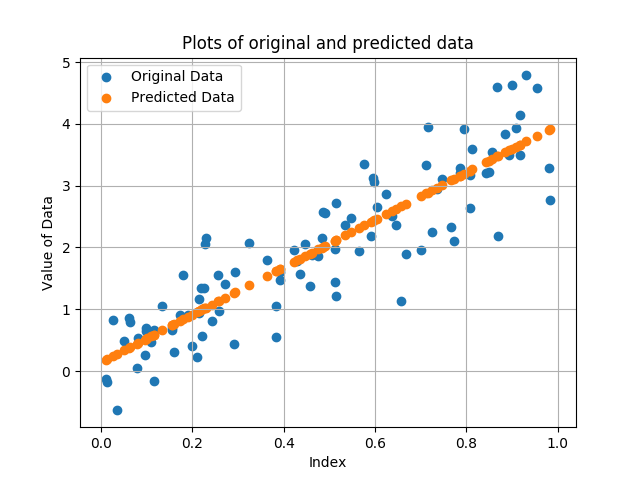 Plots of original and predicted data
Original Data
Predicted Data
5
4
3
2
1
0
Value of Data
0.0 0.2 0.4 0.6 0.8 1.0
Index